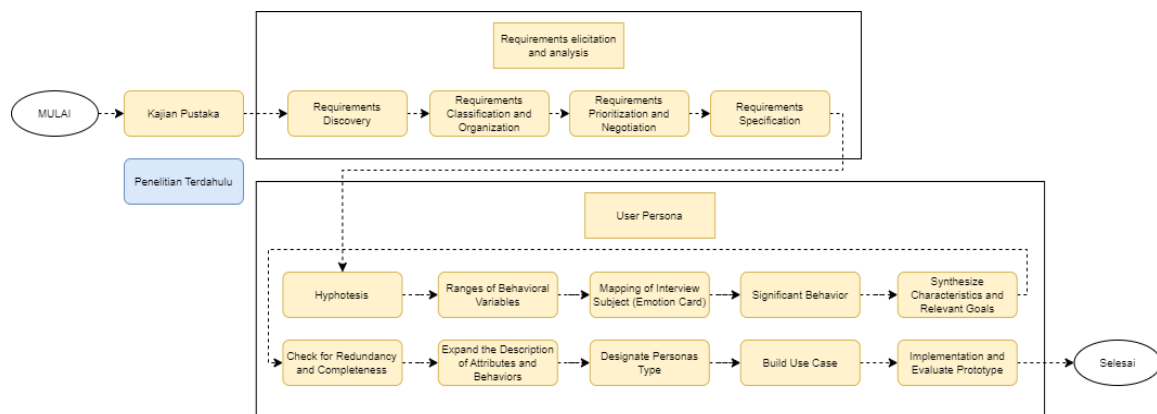 Requirements elicitation
and analysis
MULAI
Kajian Pustaka
Requirements
Discovery
Requirements
Classification and
Organization
Requirements
Prioritization and
Negotiation
Requirements
Specification
Penelitian Terdahulu
User Persona
Hyphotesis
Ranges of Behavioral
Variables
Mapping of Interview
Subject (Emotion Card)
Significant Behavior
Synthesize
Characteristics and
Relevant Goals
Check for Redundancy
and Completeness
Expand the Description
of Attributes and
Behaviors
Designate Personas
Type
Build Use Case
Implementation and
Evaluate Prototype
Selesai